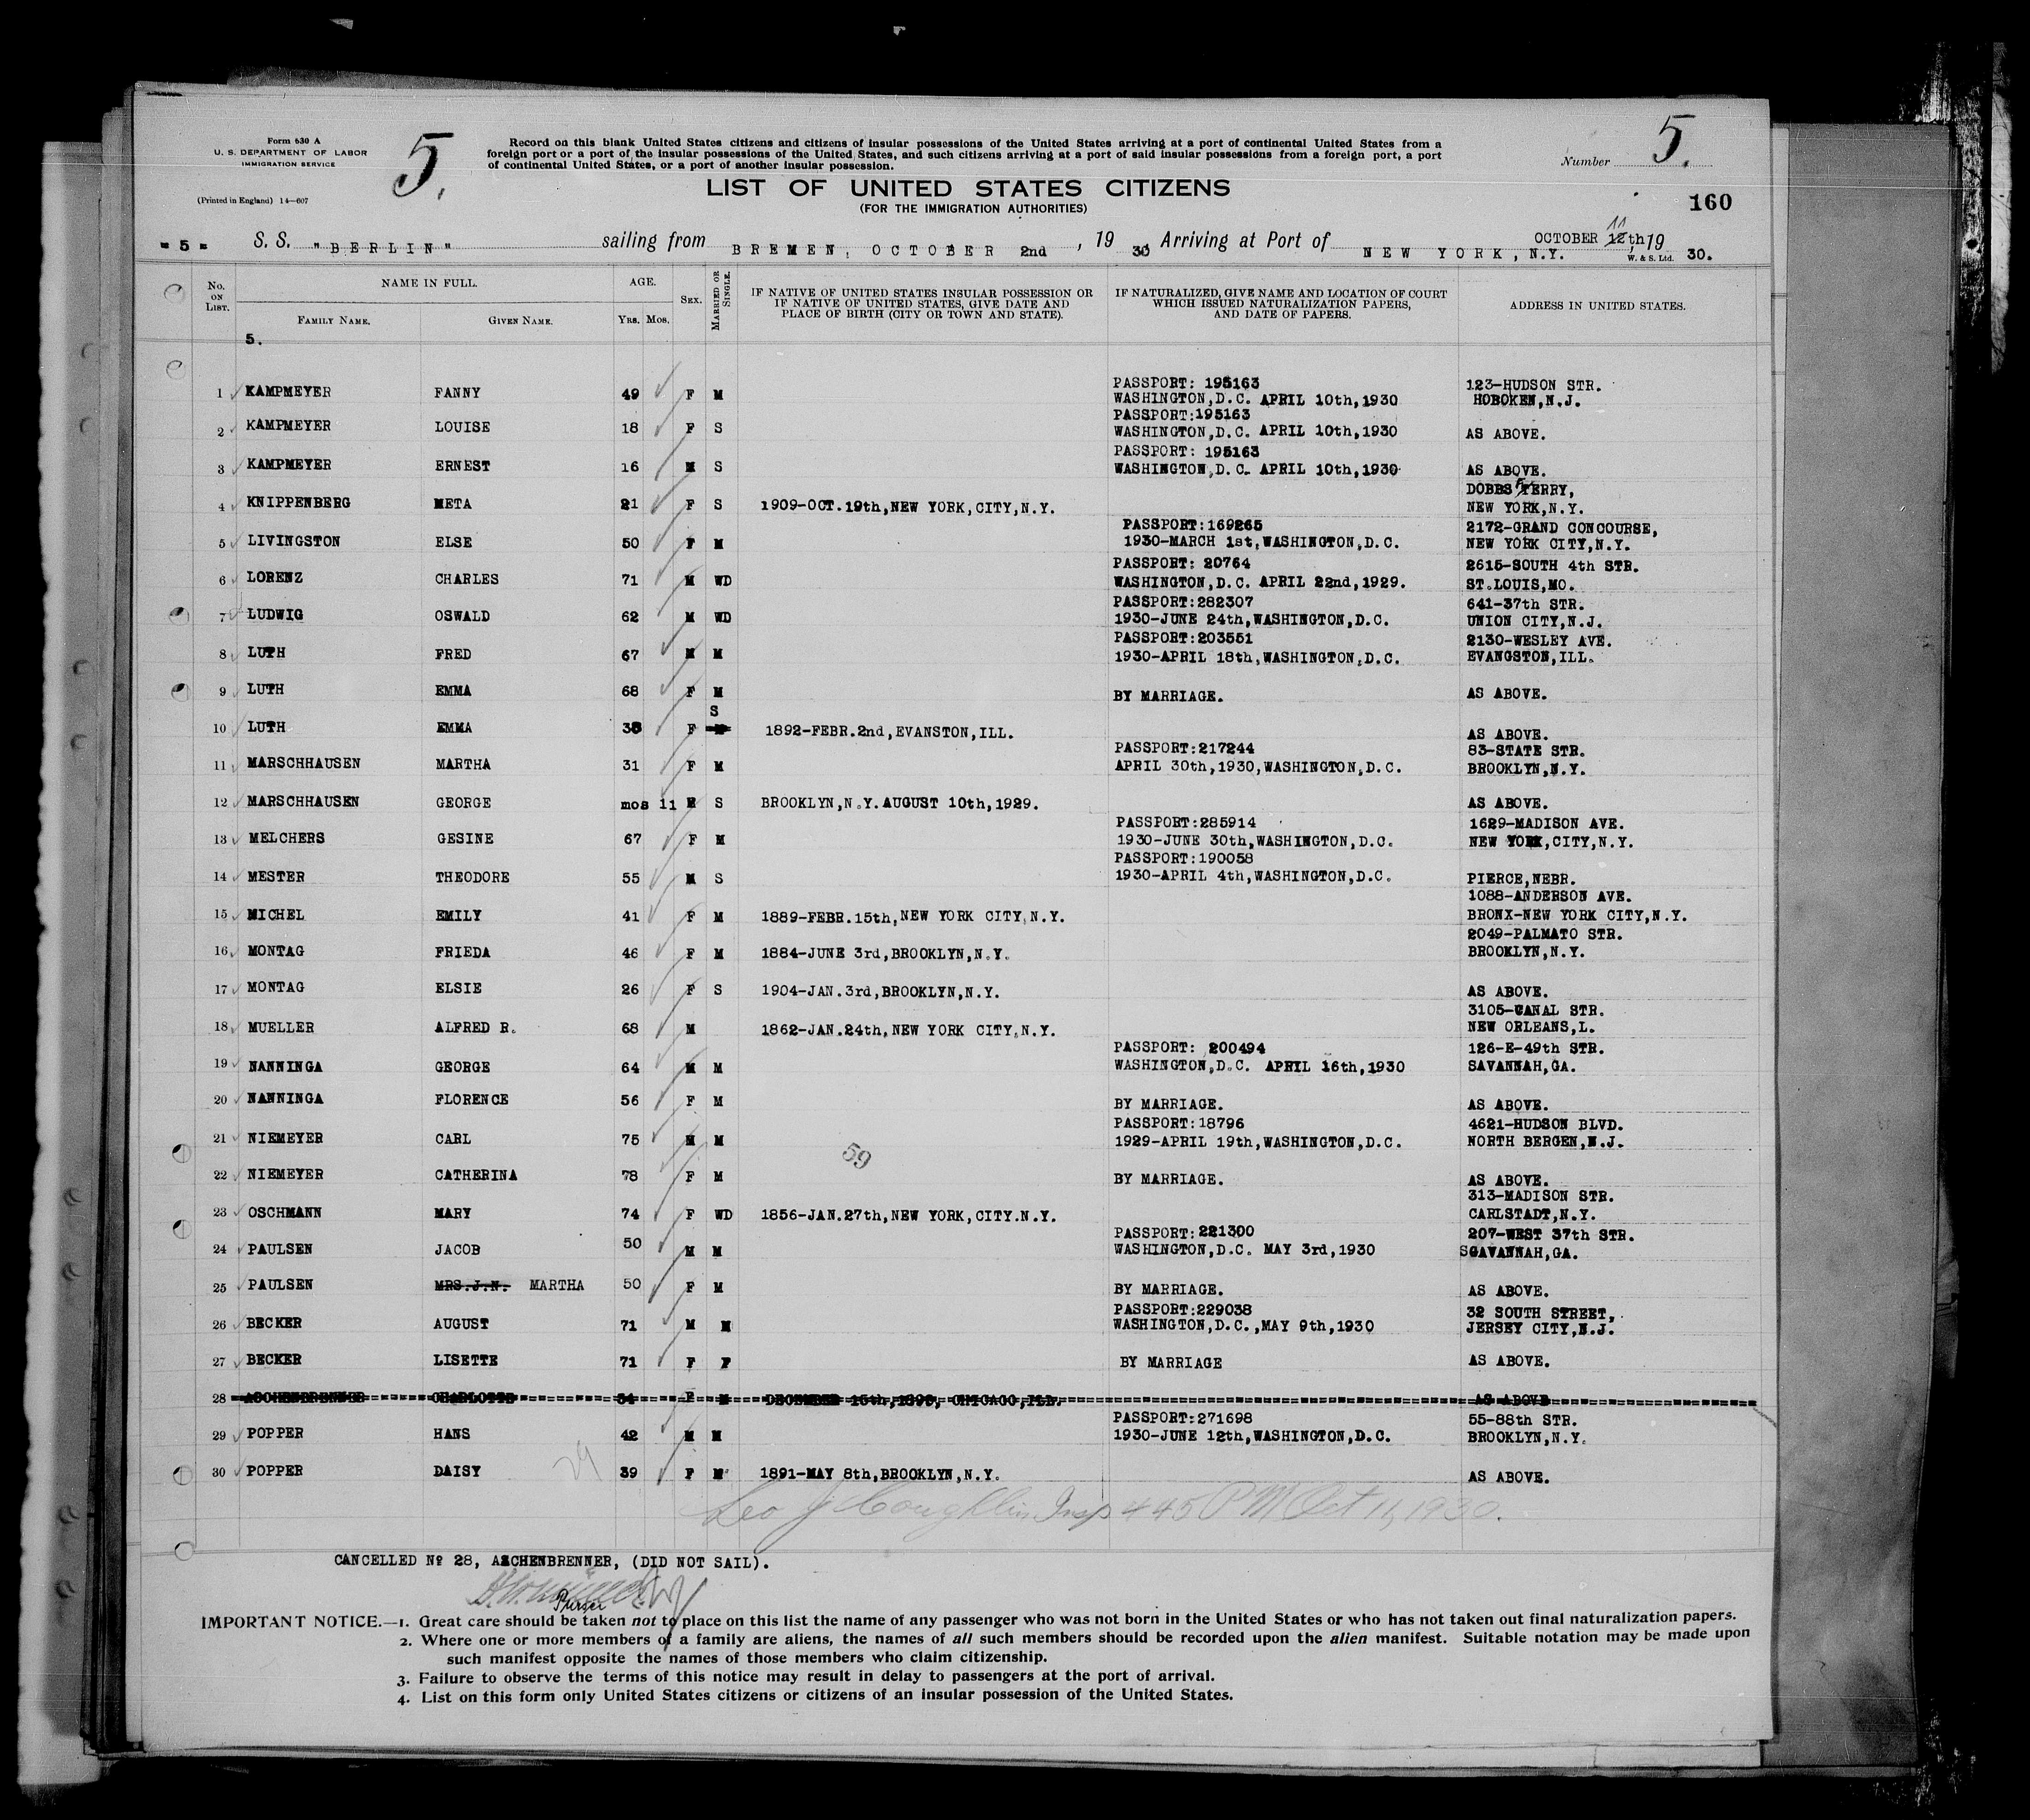 Form 630 A
U. S. DEPARTMENT OF LABOR
IMMIGRATION SERVICE
(Printed in England) 14—607
5.
Record on this blank United States citizens and citizens of insular possessions of the United States arriving at a port of continental United States from a
foreign port or a port of the insular possessions of the United States, and such citizens arriving at a port of said insular possessions from a foreign port, a port
of continental United States, or a port of another insular possession.
Number 5.
LIST OF UNITED STATES CITIZENS
(FOR THE IMMIGRATION AUTHORITIES)
160
- 5 - S. S. "BERLIN" sailing from BREMEN, OCTOBER 2nd, 19 30 Arriving at Port of NEW YORK, N.Y. OCTOBER 12th 11, 19 30.
W. & S. Ltd.
No. ON LIST. NAME IN FULL. AGE. SEX. MARRIED OR SINGLE. IF NATIVE OF UNITED STATES INSULAR POSSESSION OR IF NATIVE OF UNITED STATES, GIVE DATE AND PLACE OF BIRTH (CITY OR TOWN AND STATE). IF NATURALIZED, GIVE NAME AND LOCATION OF COURT WHICH ISSUED NATURALIZATION PAPERS, AND DATE OF PAPERS. ADDRESS IN UNITED STATES.
FAMILY NAME. GIVEN NAME. YRS. MOS.
5.
PASSPORT: 195163 123-HUDSON STR.
1 KAMPMEYER FANNY 49 F M WASHINGTON,D.C. APRIL 10th,1930 HOBOKEN,N.J.
PASSPORT:195163
2 KAMPMEYER LOUISE 18 F S WASHINGTON,D.C. APRIL 10th,1930 AS ABOVE.
PASSPORT: 195163
3 KAMPMEYER ERNEST 16 M S WASHINGTON,D.C. APRIL 10th,1930 AS ABOVE.
DOBBS FERRY,
4 KNIPPENBERG META 21 F S 1909-OCT.19th,NEW YORK,CITY,N.Y. NEW YORK,N.Y.
PASSPORT:169265 2172-GRAND CONCOURSE,
5 LIVINGSTON ELSE 50 F M 1930-MARCH 1st,WASHINGTON,D.C. NEW YORK CITY,N.Y.
PASSPORT: 20764 2615-SOUTH 4th STR.
6 LORENZ CHARLES 71 M WD WASHINGTON,D.C. APRIL 22nd,1929. ST.LOUIS,MO.
PASSPORT:282307 641-37th STR.
7 LUDWIG OSWALD 62 M WD 1930-JUNE 24th,WASHINGTON,D.C. UNION CITY,N.J.
PASSPORT:203551 2130-WESLEY AVE.
8 LUTH FRED 67 M M 1930-APRIL 18th,WASHINGTON,D.C. EVANGSTON,ILL.
9 LUTH EMMA 68 F M BY MARRIAGE. AS ABOVE.
10 LUTH EMMA 38 F S 1892-FEBR.2nd,EVANSTON,ILL. AS ABOVE.
PASSPORT:217244 83-STATE STR.
11 MARSCHHAUSEN MARTHA 31 F M APRIL 30th,1930,WASHINGTON,D.C. BROOKLYN,N.Y.
12 MARSCHHAUSEN GEORGE mos 11 M S BROOKLYN,N.Y.AUGUST 10th,1929. AS ABOVE.
PASSPORT:285914 1629-MADISON AVE.
13 MELCHERS GESINE 67 F M 1930-JUNE 30th,WASHINGTON,D.C. NEW YORK,CITY,N.Y.
PASSPORT:190058
14 MESTER THEODORE 55 M S 1930-APRIL 4th,WASHINGTON,D.C. PIERCE,NEBR.
1088-ANDERSON AVE.
15 MICHEL EMILY 41 F M 1889-FEBR.15th,NEW YORK CITY,N.Y. BRONX-NEW YORK CITY,N.Y.
2049-PALMATO STR.
16 MONTAG FRIEDA 46 F M 1884-JUNE 3rd,BROOKLYN,N.Y. BROOKLYN,N.Y.
17 MONTAG ELSIE 26 F S 1904-JAN.3rd,BROOKLYN,N.Y. AS ABOVE.
3105-CANAL STR.
18 MUELLER ALFRED R. 68 M 1862-JAN.24th,NEW YORK CITY,N.Y. NEW ORLEANS,L.
PASSPORT: 200494 126-E-49th STR.
19 NANNINGA GEORGE 64 M M WASHINGTON,D.C. APRIL 16th,1930 SAVANNAH,GA.
20 NANNINGA FLORENCE 56 F M BY MARRIAGE. AS ABOVE.
PASSPORT:18796 4621-HUDSON BLVD.
21 NIEMEYER CARL 75 M M 1929-APRIL 19th,WASHINGTON,D.C. NORTH BERGEN,N.J.
59
22 NIEMEYER CATHERINA 78 F M BY MARRIAGE. AS ABOVE.
313-MADISON STR.
23 OSCHMANN MARY 74 F WD 1856-JAN.27th,NEW YORK,CITY.N.Y. CARLSTADT,N.Y.
PASSPORT:221300 207-WEST 37th STR.
24 PAULSEN JACOB 50 M M WASHINGTON,D.C. MAY 3rd,1930 SAVANNAH,GA.
25 PAULSEN MRS.J.N. MARTHA 50 F M BY MARRIAGE. AS ABOVE.
PASSPORT:229038 32 SOUTH STREET,
26 BECKER AUGUST 71 M M WASHINGTON,D.C.,MAY 9th,1930 JERSEY CITY,N.J.
27 BECKER LISETTE 71 F F BY MARRIAGE AS ABOVE.
28 ASCHENBRENNER CHARLOTTE 34 F M DECEMBER 15th, CHICAGO,ILL. AS ABOVE
PASSPORT:271698 55-88th STR.
29 POPPER HANS 42 M M 1930-JUNE 12th,WASHINGTON,D.C. BROOKLYN,N.Y.
29
30 POPPER DAISY 39 F M 1891-MAY 8th,BROOKLYN,N.Y. AS ABOVE.
Leo J Coughlin Insp 445 PM Oct 11, 1930.
CANCELLED № 28, ASCHENBRENNER, (DID NOT SAIL).
Purser
IMPORTANT NOTICE.—1. Great care should be taken not to place on this list the name of any passenger who was not born in the United States or who has not taken out final naturalization papers.
2. Where one or more members of a family are aliens, the names of all such members should be recorded upon the alien manifest. Suitable notation may be made upon
such manifest opposite the names of those members who claim citizenship.
3. Failure to observe the terms of this notice may result in delay to passengers at the port of arrival.
4. List on this form only United States citizens or citizens of an insular possession of the United States.